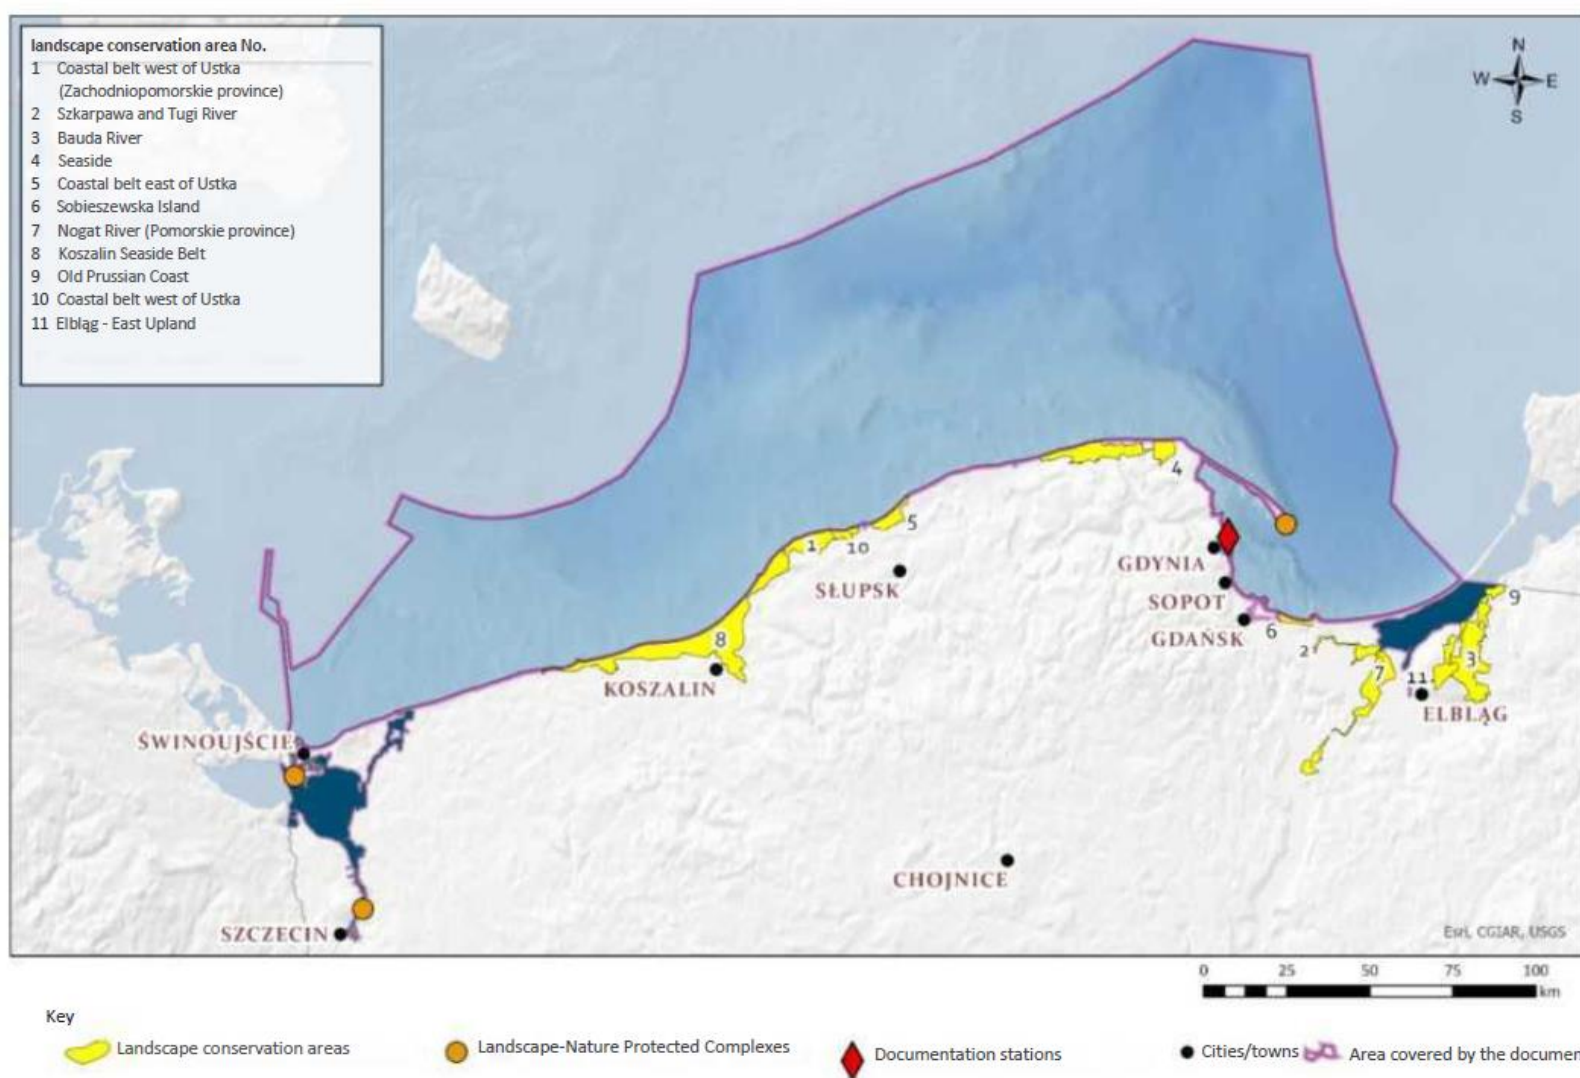 landscape conservation area No.
1 Coastal belt west of Ustka
(Zachodniopomorskie province)
2 Szkarpawa and Tugi River
3 Bauda River
4 Seaside
5 Coastal belt east of Ustka
6 Sobieszewska Island
7 Nogat River (Pomorskie province)
8 Koszalin Seaside Belt
9 Old Prussian Coast
10 Coastal belt west of Ustka
11 Elbląg - East Upland
N
W E
S
4
5
1 10
GDYNIA
SŁUPSK
SOPOT
9
GDAŃSK 6
8
2
3
7
KOSZALIN
11
ELBLĄG
ŚWINOUJŚCIE
CHOJNICE
SZCZECIN
Esri, CGIAR, USGS
0 25 50 75 100
km
Key
Landscape conservation areas
Landscape-Nature Protected Complexes
Documentation stations
Cities/towns
Area covered by the documen